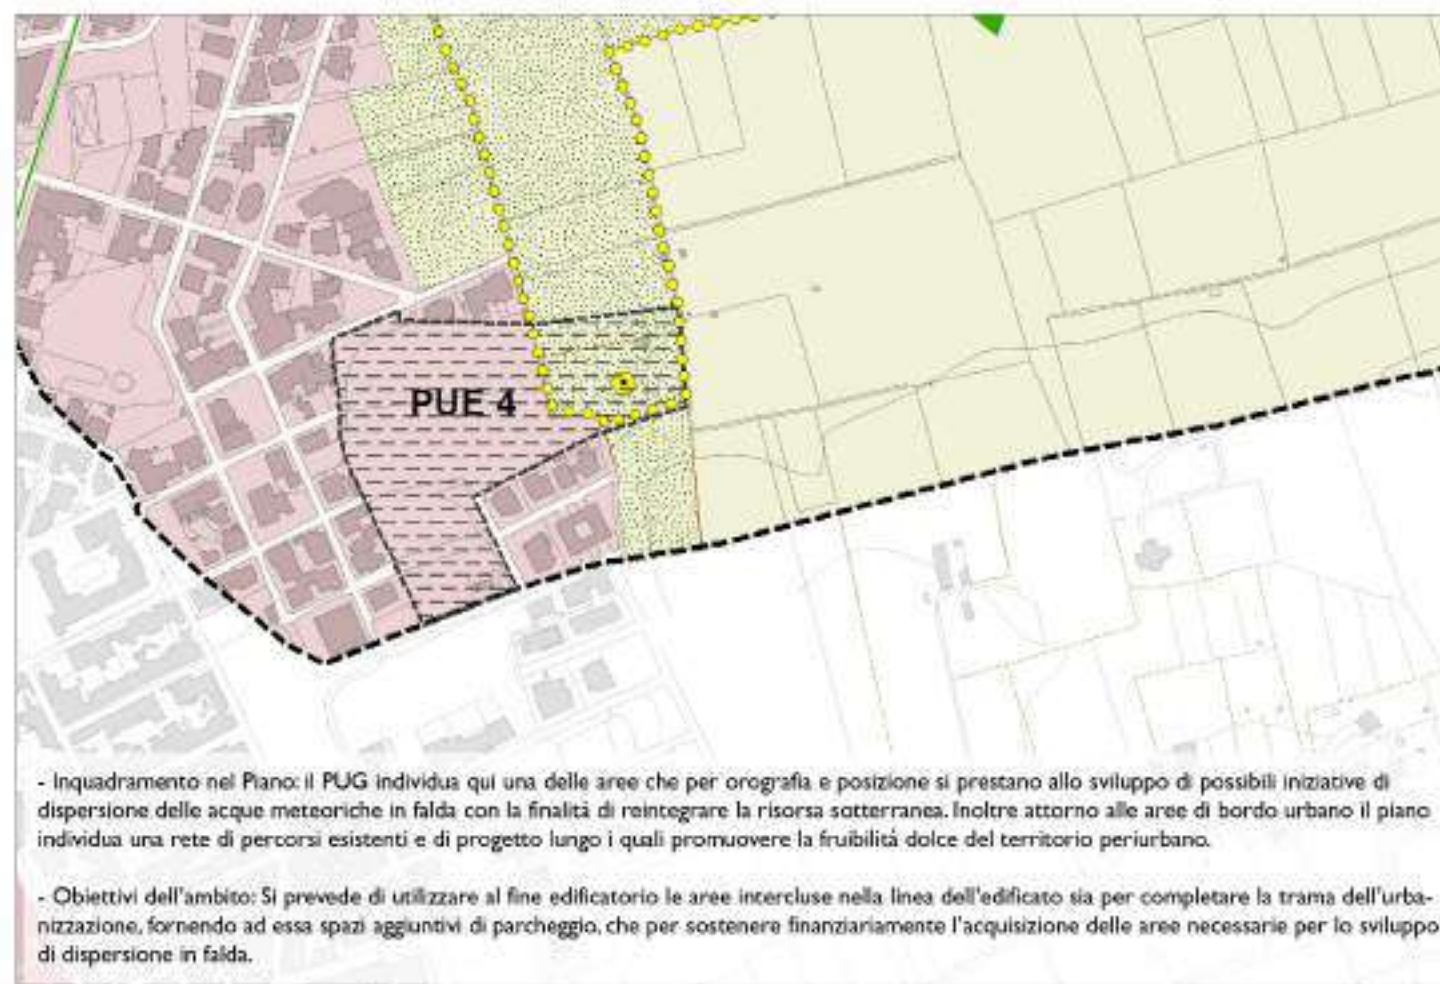 PUE 4
- Inquadramento nel Piano: il PUG individua qui una delle aree che per orografia e posizione si prestano allo sviluppo di possibili iniziative di
dispersione delle acque meteoriche in falda con la finalità di reintegrare la risorsa sotterranea. Inoltre attorno alle aree di bordo urbano il piano
individua una rete di percorsi esistenti e di progetto lungo i quali promuovere la fruibilità dolce del territorio periurbano.
- Obiettivi dell'ambito: Si prevede di utilizzare al fine edificatorio le aree intercluse nella linea dell'edificato sia per completare la trama dell'urba-
nizzazione, fornendo ad essa spazi aggiuntivi di parcheggio, che per sostenere finanziariamente l'acquisizione delle aree necessarie per lo sviluppo
di dispersione in falda.